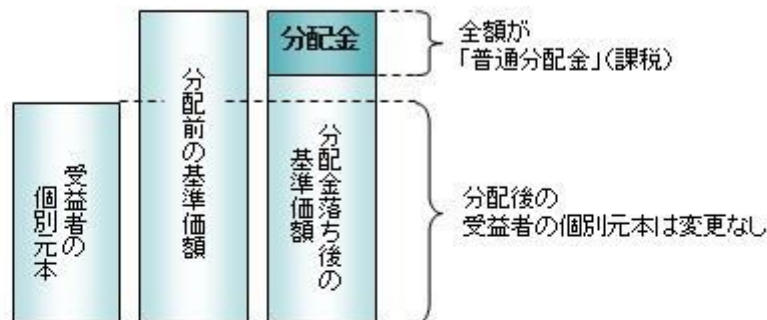 受益者の
個別元本
分配前の基準価額
分配金
分配金落ち後の
基準価額
全額が
「普通分配金」(課税)
分配後の
受益者の個別元本は変更なし